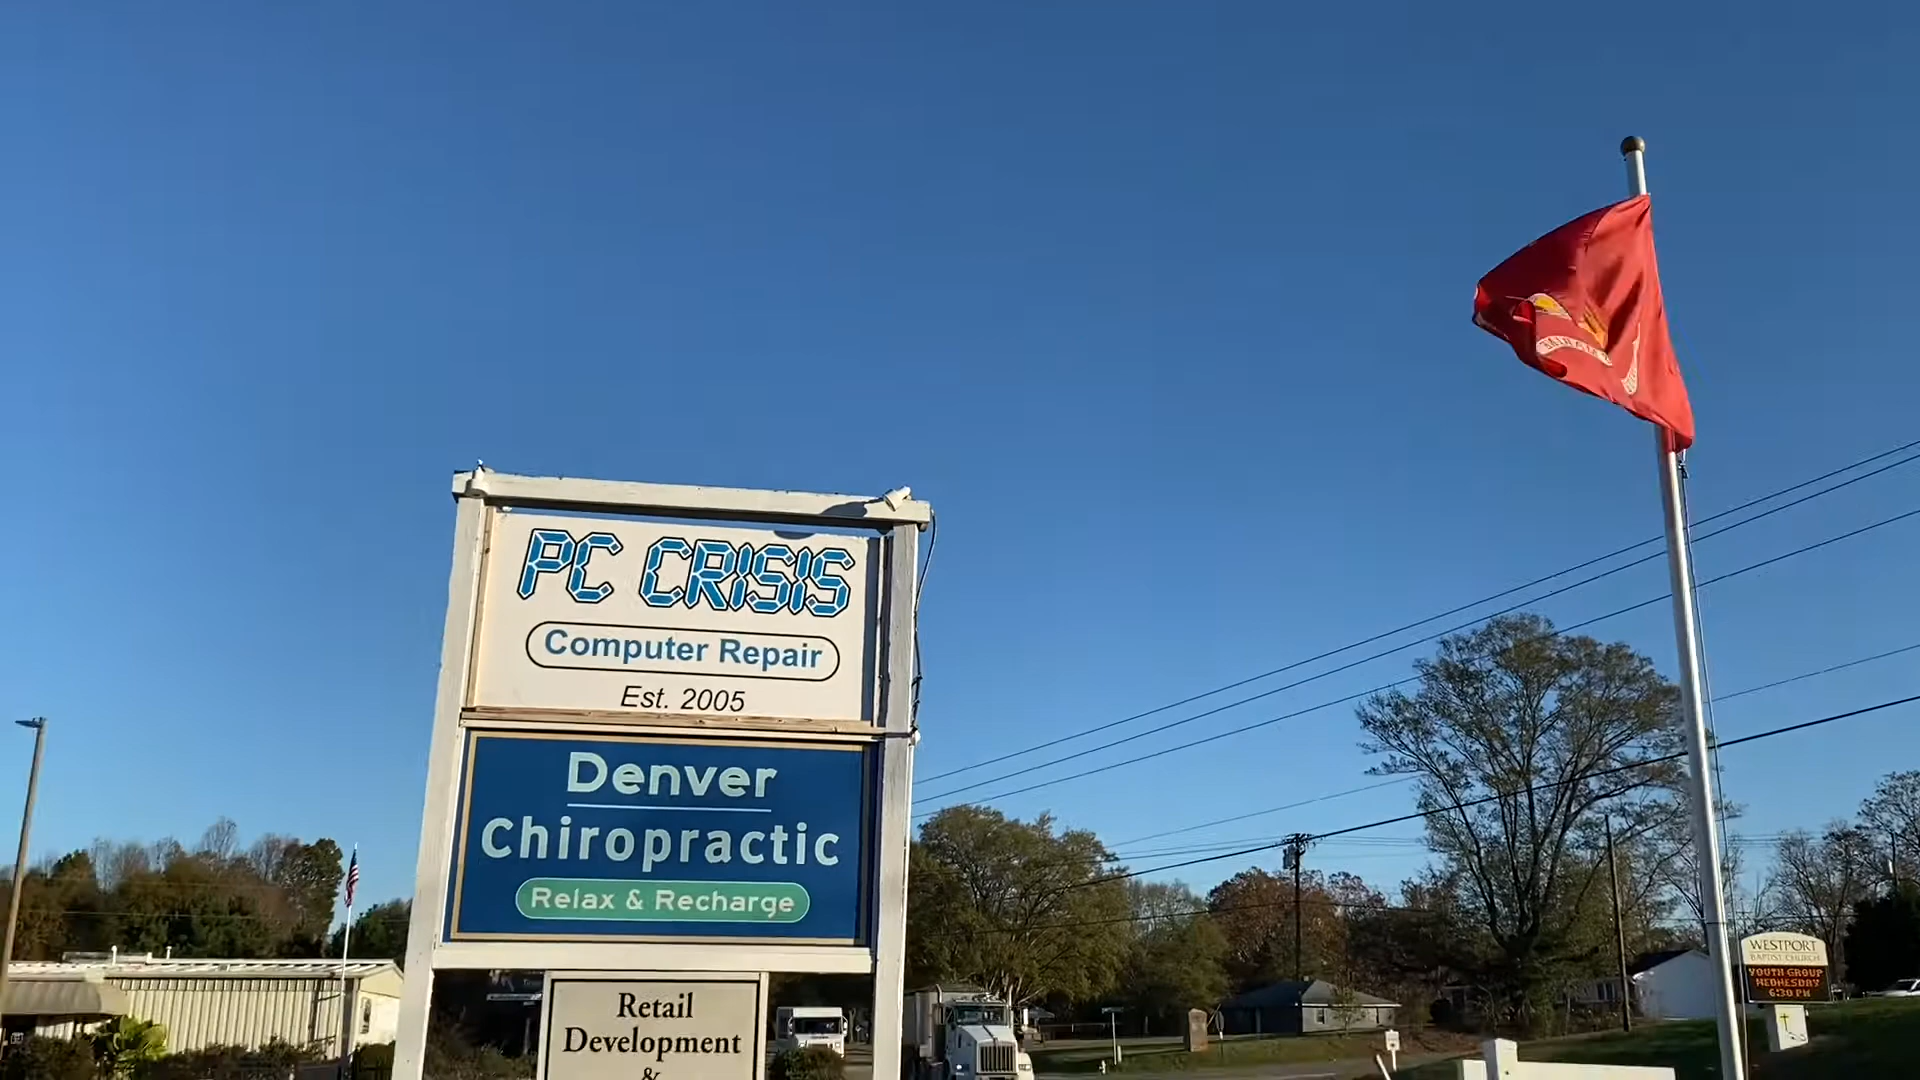 PC CRISIS
Computer Repair
Est. 2005
Denver
Chiropractic
Relax & Recharge
Retail
Development
&
WESTPORT
BAPTIST CHURCH
YOUTH GROUP
WEDNESDAY
6:30 PM